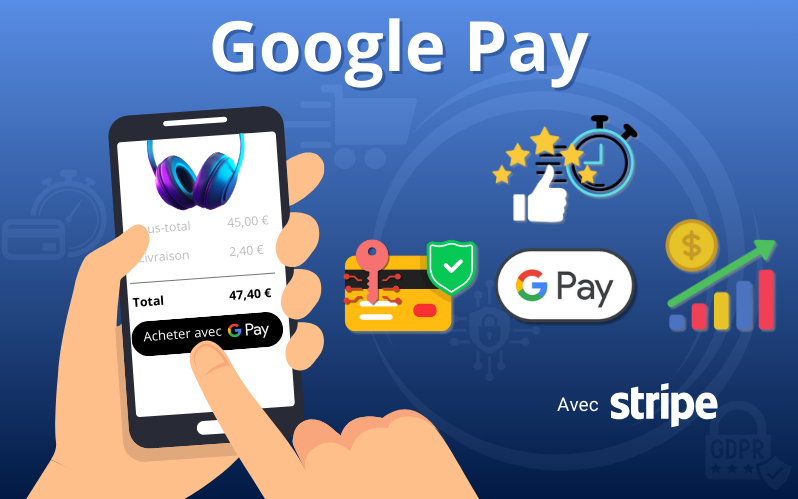 Google Pay
45,00 €
Livraison 2,40 €
Total 47,40 €
Acheter avec G Pay
G Pay
$
Avec stripe
GDPR